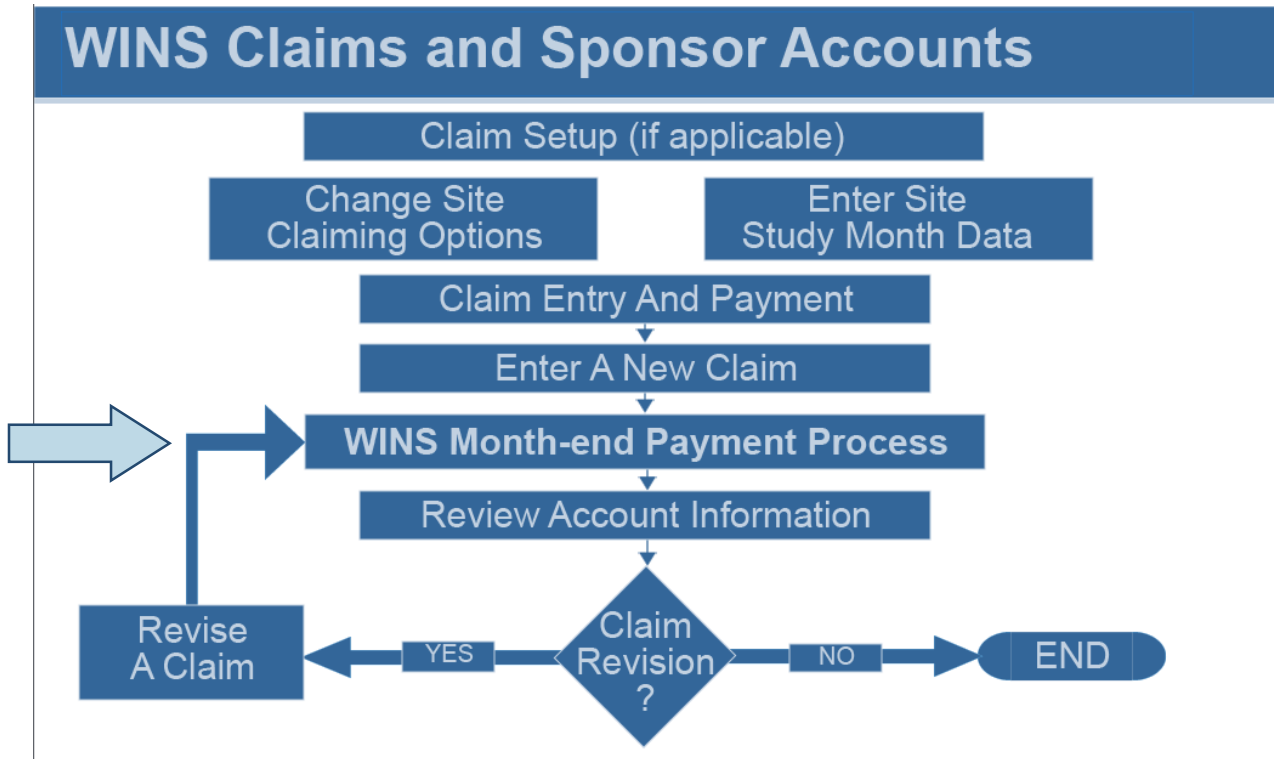 WINS Claims and Sponsor Accounts
Claim Setup (if applicable)
Change Site
Claiming Options
Enter Site
Study Month Data
Claim Entry And Payment
Enter A New Claim
WINS Month-end Payment Process
Review Account Information
Claim
Revision
?
YES
NO
Revise
A Claim
END